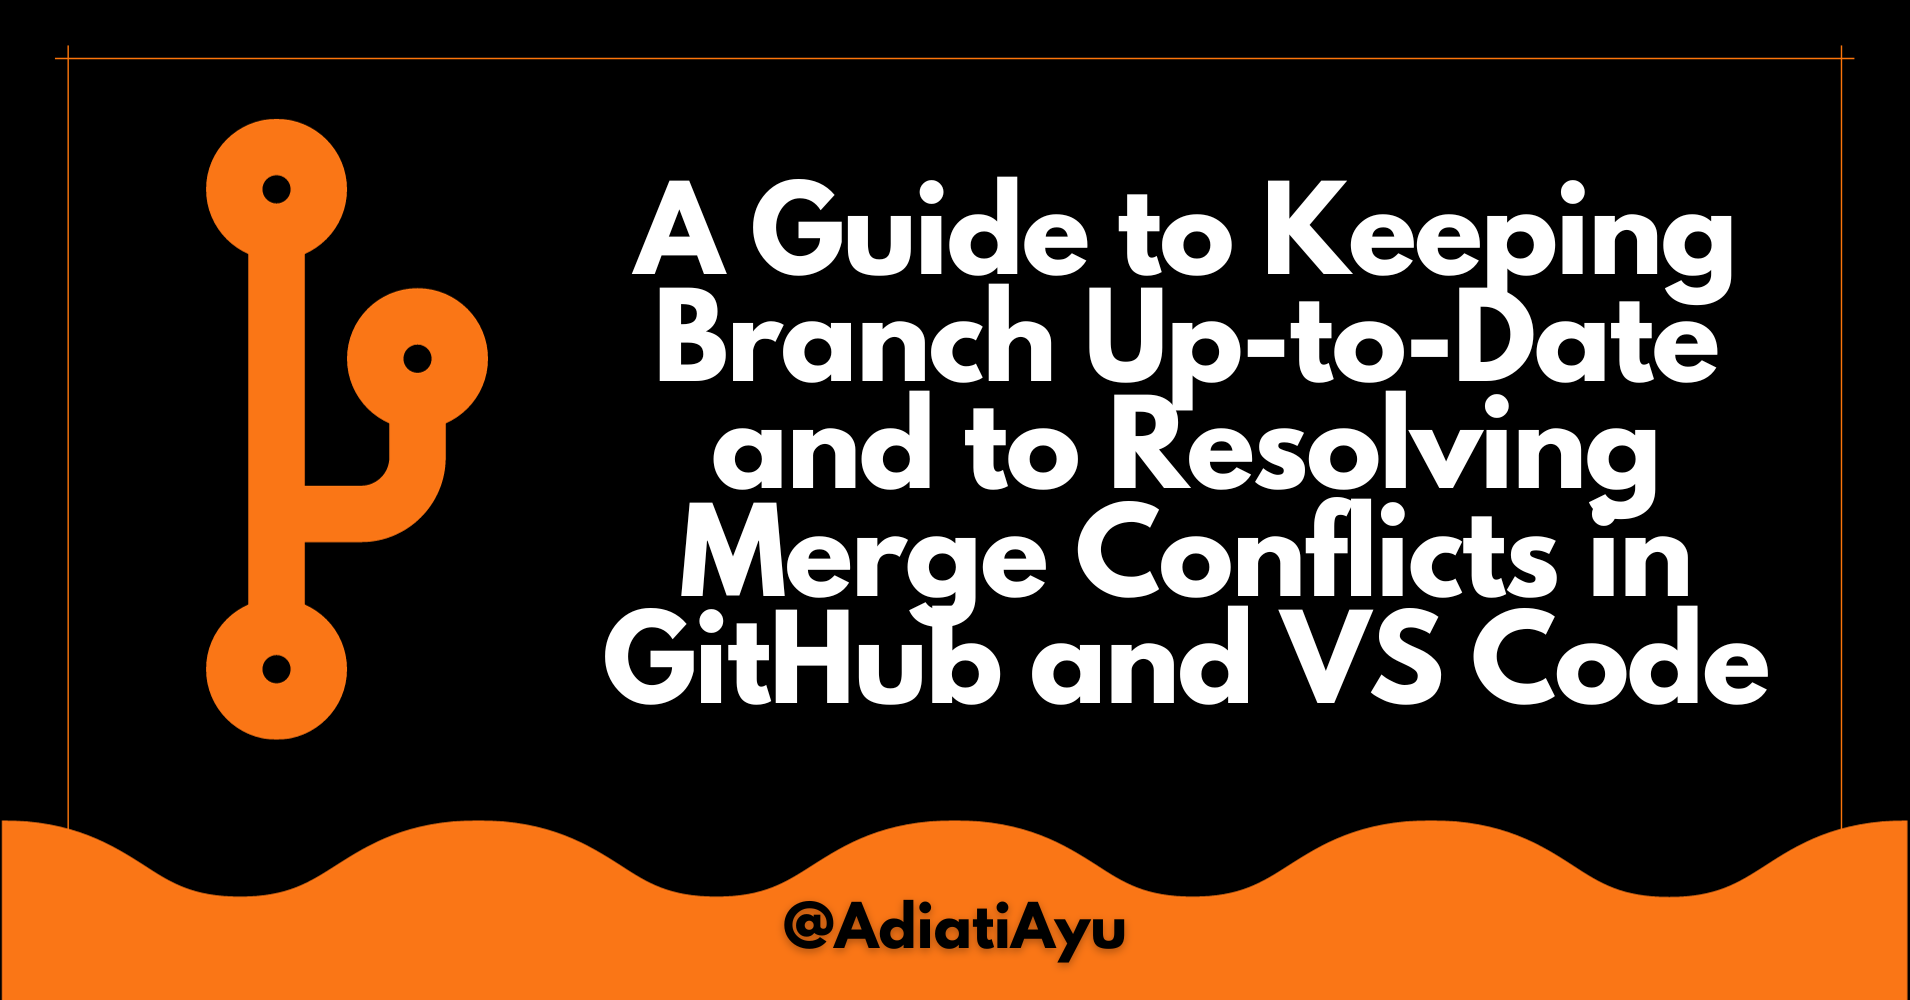 A Guide to Keeping
Branch Up-to-Date
and to Resolving
Merge Conflicts in
GitHub and VS Code
@AdiatiAyu